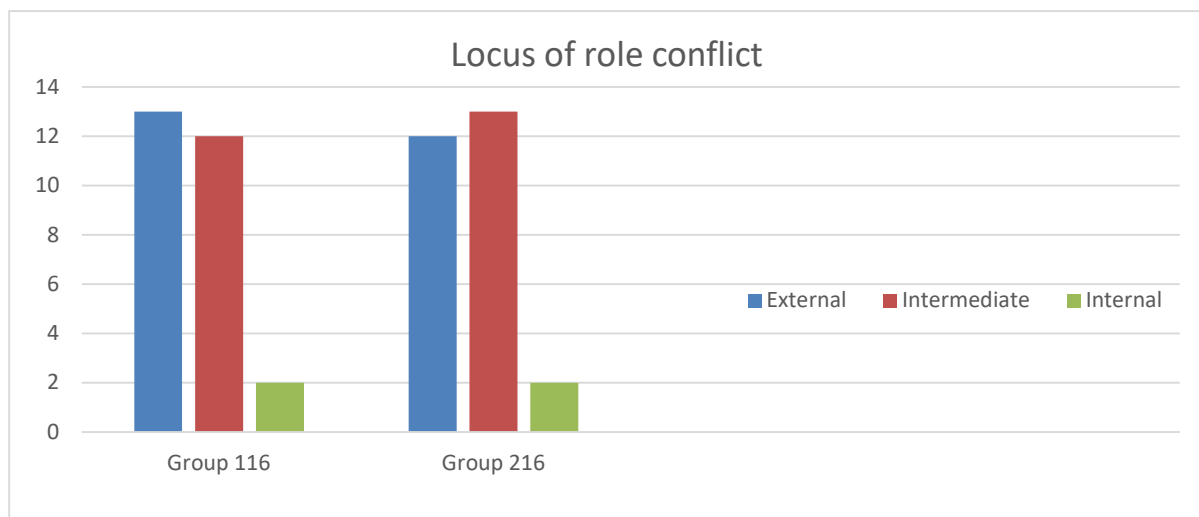 Locus of role conflict
14
12
10
8
6
4
2
0
Group 116
Group 216
External
Intermediate
Internal